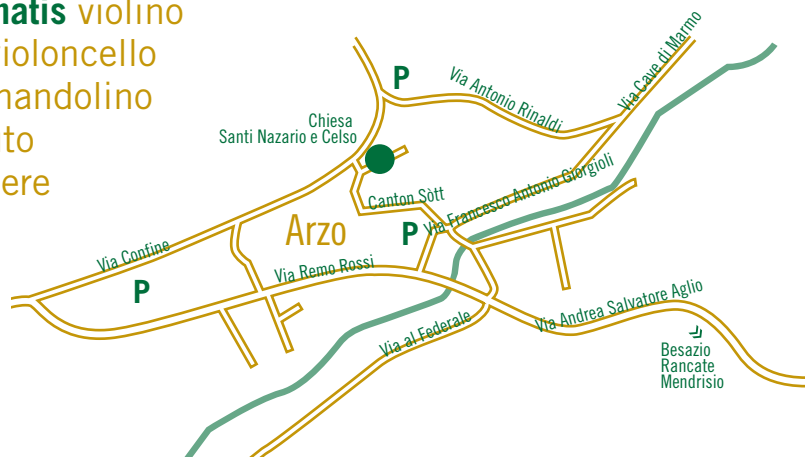 matis violino
violoncello
mandolino
to
ere
P
Via Antonio Rinaldi
Via Cave di Marmo
Chiesa
Santi Nazario e Celso
Canton Sòtt
Via Francesco Antonio Giorgioli
Arzo
P
Via Confine
P
Via Remo Rossi
Via al Federale
Via Andrea Salvatore Aglio
Besazio
Rancate
Mendrisio